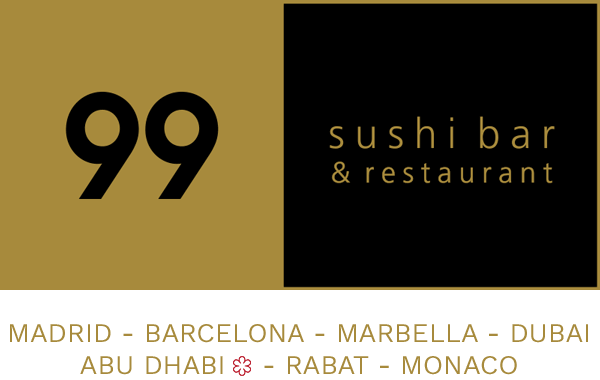 99
sushi bar
& restaurant
MADRID - BARCELONA - MARBELLA - DUBAI
ABU DHABI - RABAT - MONACO